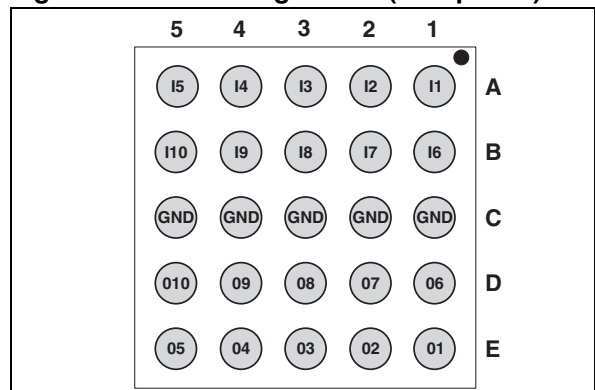 5 4 3 2 1
I5 I4 I3 I2 I1 A
I10 I9 I8 I7 I6 B
GND GND GND GND GND C
010 09 08 07 06 D
05 04 03 02 01 E